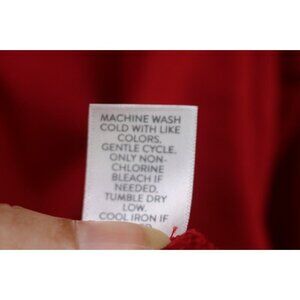 MACHINE WASH
COLD WITH LIKE
COLORS.
GENTLE CYCLE.
ONLY NON-
CHLORINE
BLEACH IF
NEEDED.
TUMBLE DRY
LOW.
COOL IRON IF